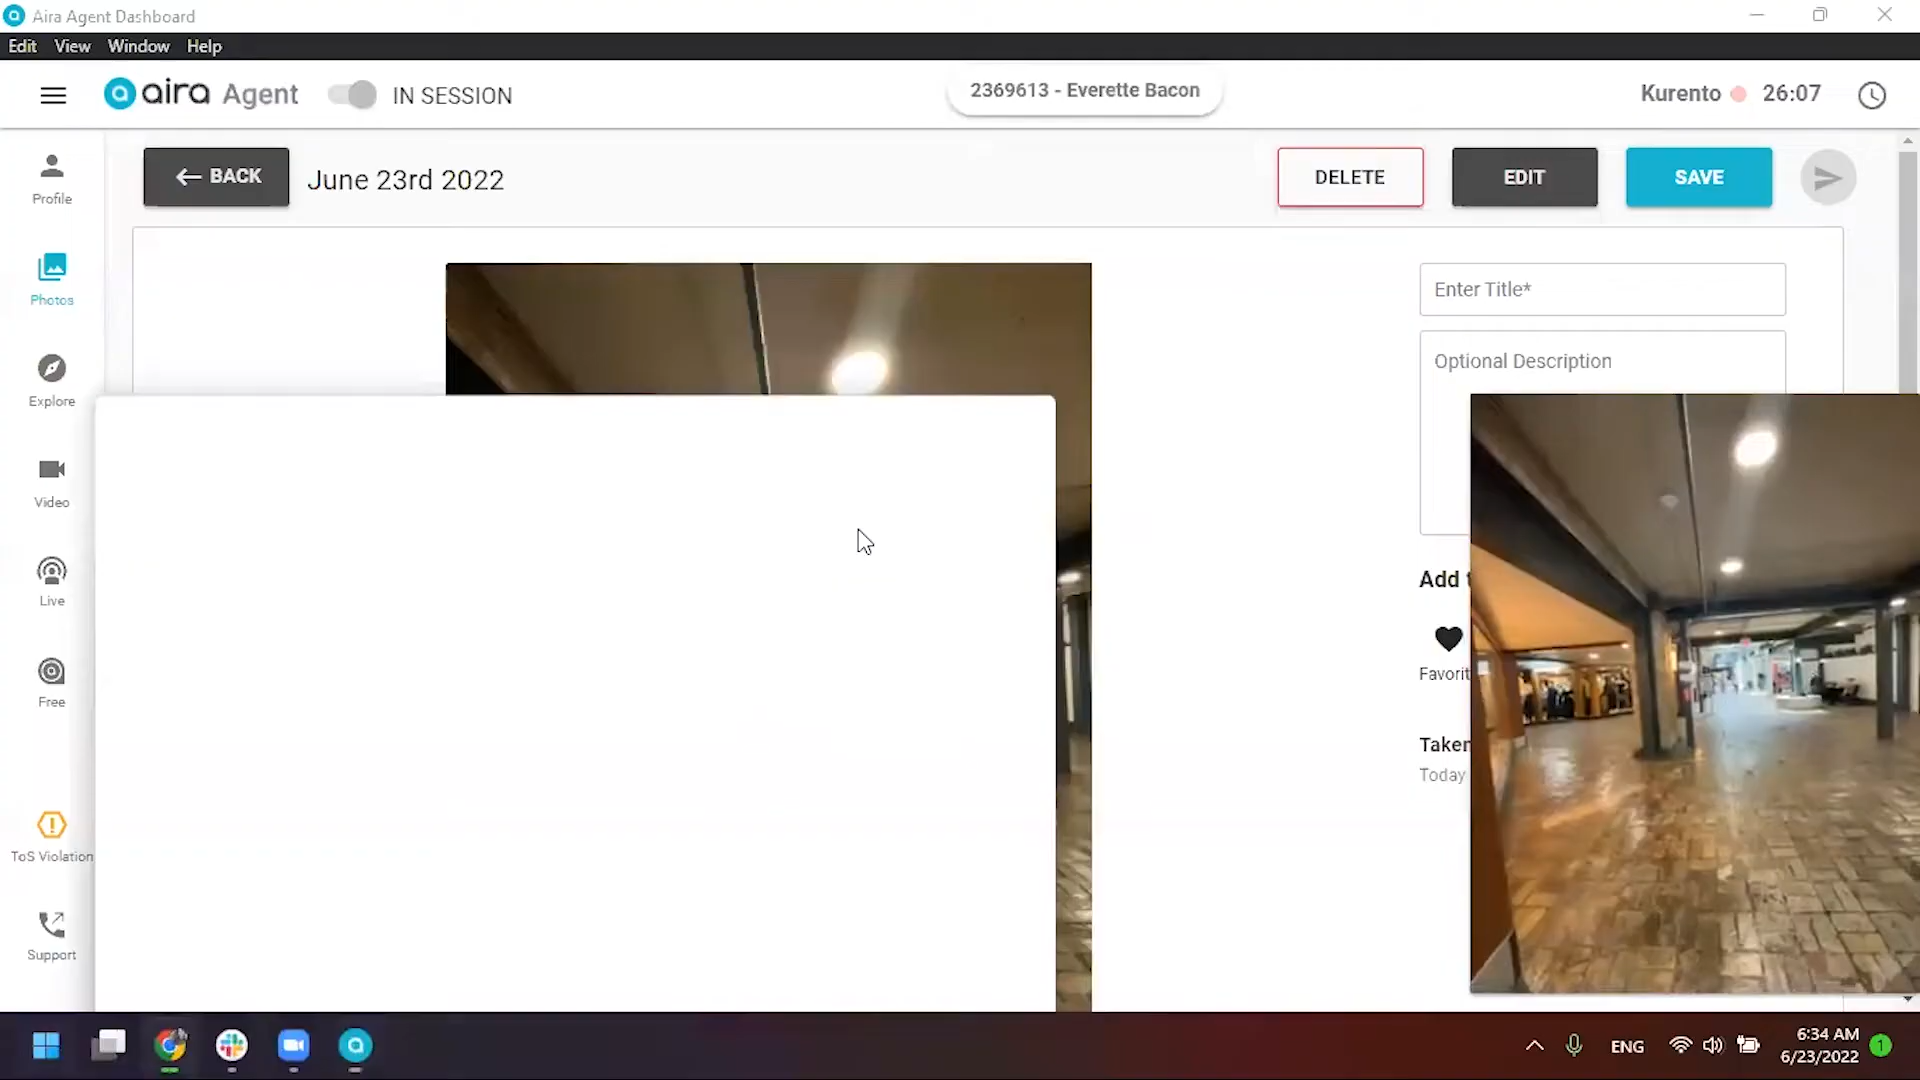 Aira Agent Dashboard
Edit View Window Help
aira Agent IN SESSION
2369613 - Everette Bacon
Kurento 26:07
BACK
June 23rd 2022
DELETE
EDIT
SAVE
Profile
Photos
Explore
Video
Live
Free
ToS Violation
Support
Enter Title*
Optional Description
Add t
Favorit
Taken
Today
ENG
6:34 AM
6/23/2022
1